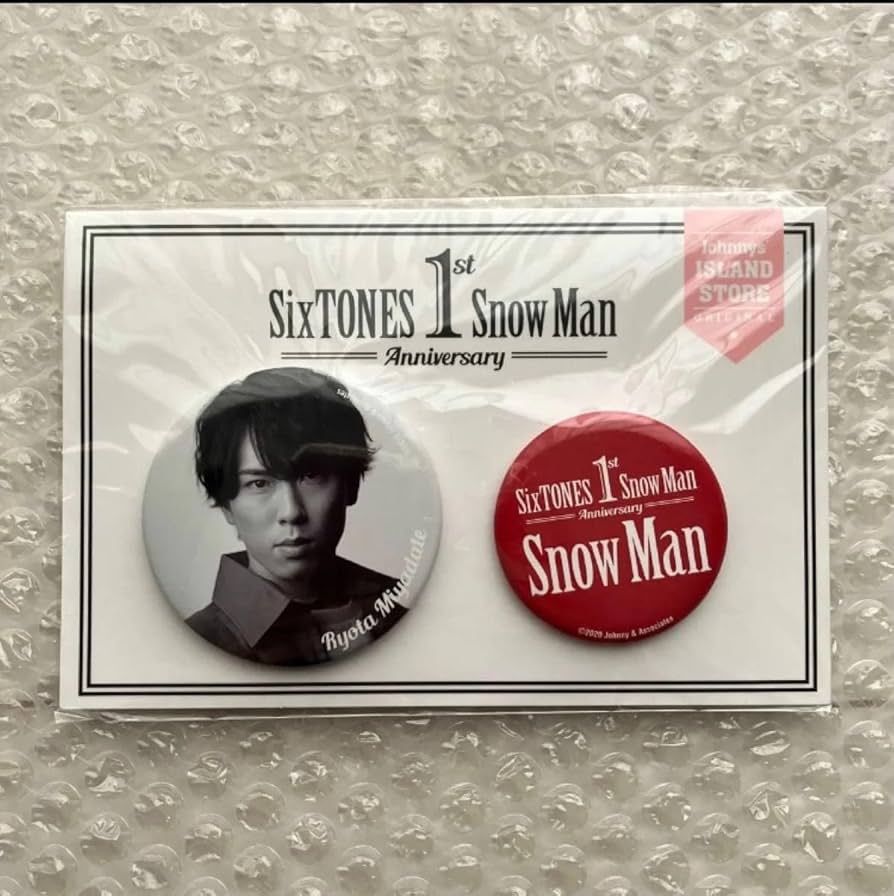 Johnnys'
ISLAND
STORE
ORIGINAL
SixTONES 1st Snow Man
Anniversary
Ryota Miyadate
SixTONES 1st Snow Man
Anniversary
Snow Man
©2020 Johnny & Associates